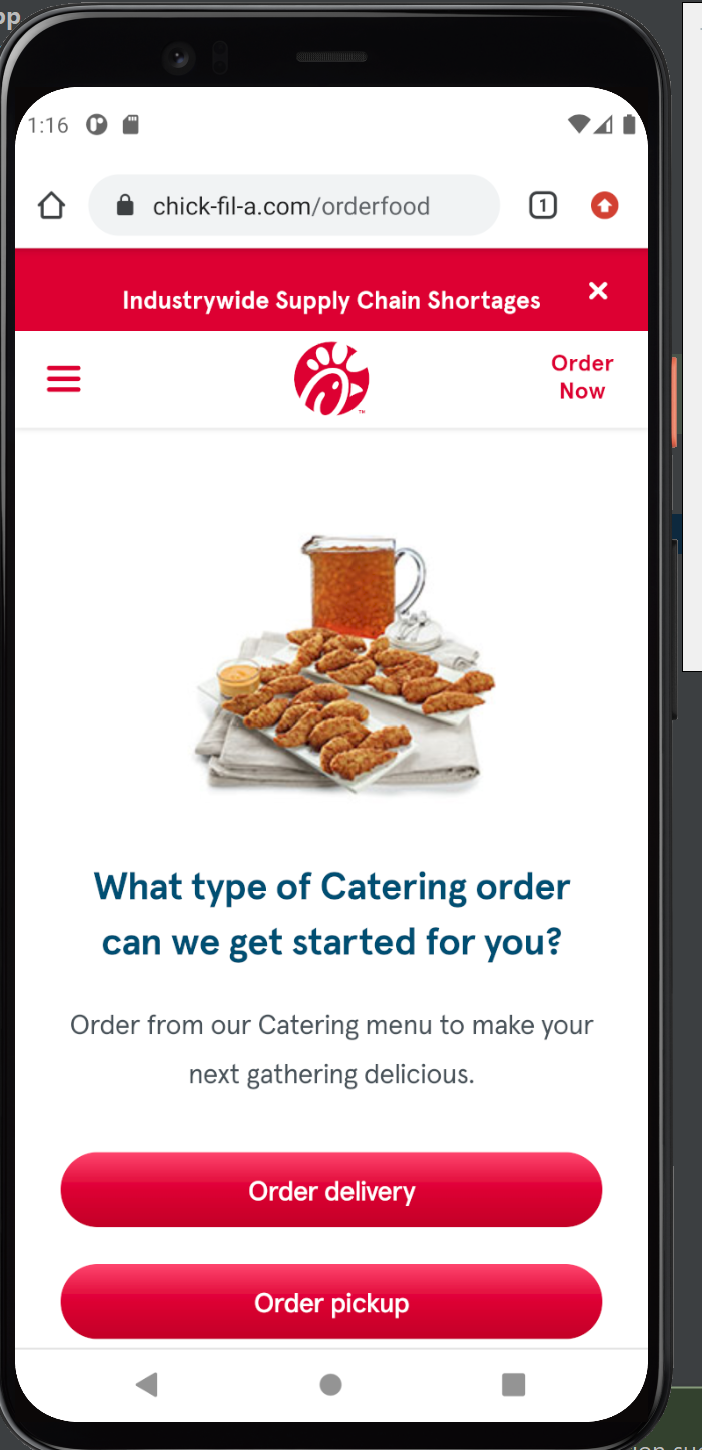 1:16
chick-fil-a.com/orderfood
1
Industrywide Supply Chain Shortages
Order
Now
What type of Catering order
can we get started for you?
Order from our Catering menu to make your
next gathering delicious.
Order delivery
Order pickup